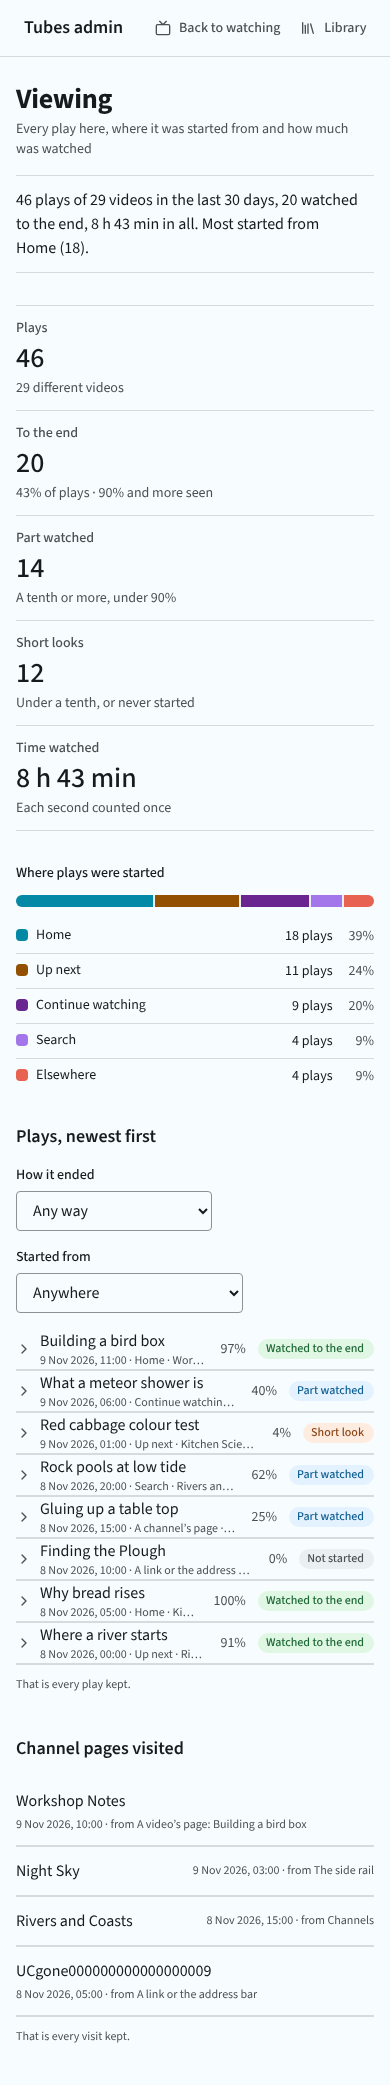 Tubes admin
Back to watching
Library
Viewing
Every play here, where it was started from and how much
was watched
46 plays of 29 videos in the last 30 days, 20 watched
to the end, 8 h 43 min in all. Most started from
Home (18).
Plays
46
29 different videos
To the end
20
43% of plays · 90% and more seen
Part watched
14
A tenth or more, under 90%
Short looks
12
Under a tenth, or never started
Time watched
8 h 43 min
Each second counted once
Where plays were started
Home 18 plays 39%
Up next 11 plays 24%
Continue watching 9 plays 20%
Search 4 plays 9%
Elsewhere 4 plays 9%
Plays, newest first
How it ended
Any way
Started from
Anywhere
Building a bird box
9 Nov 2026, 11:00 · Home · Wor…
97% Watched to the end
What a meteor shower is
9 Nov 2026, 06:00 · Continue watchin…
40% Part watched
Red cabbage colour test
9 Nov 2026, 01:00 · Up next · Kitchen Scie…
4% Short look
Rock pools at low tide
8 Nov 2026, 20:00 · Search · Rivers an…
62% Part watched
Gluing up a table top
8 Nov 2026, 15:00 · A channel’s page ·…
25% Part watched
Finding the Plough
8 Nov 2026, 10:00 · A link or the address …
0% Not started
Why bread rises
8 Nov 2026, 05:00 · Home · Ki…
100% Watched to the end
Where a river starts
8 Nov 2026, 00:00 · Up next · Ri…
91% Watched to the end
That is every play kept.
Channel pages visited
Workshop Notes
9 Nov 2026, 10:00 · from A video’s page: Building a bird box
Night Sky
9 Nov 2026, 03:00 · from The side rail
Rivers and Coasts
8 Nov 2026, 15:00 · from Channels
UCgone000000000000000009
8 Nov 2026, 05:00 · from A link or the address bar
That is every visit kept.